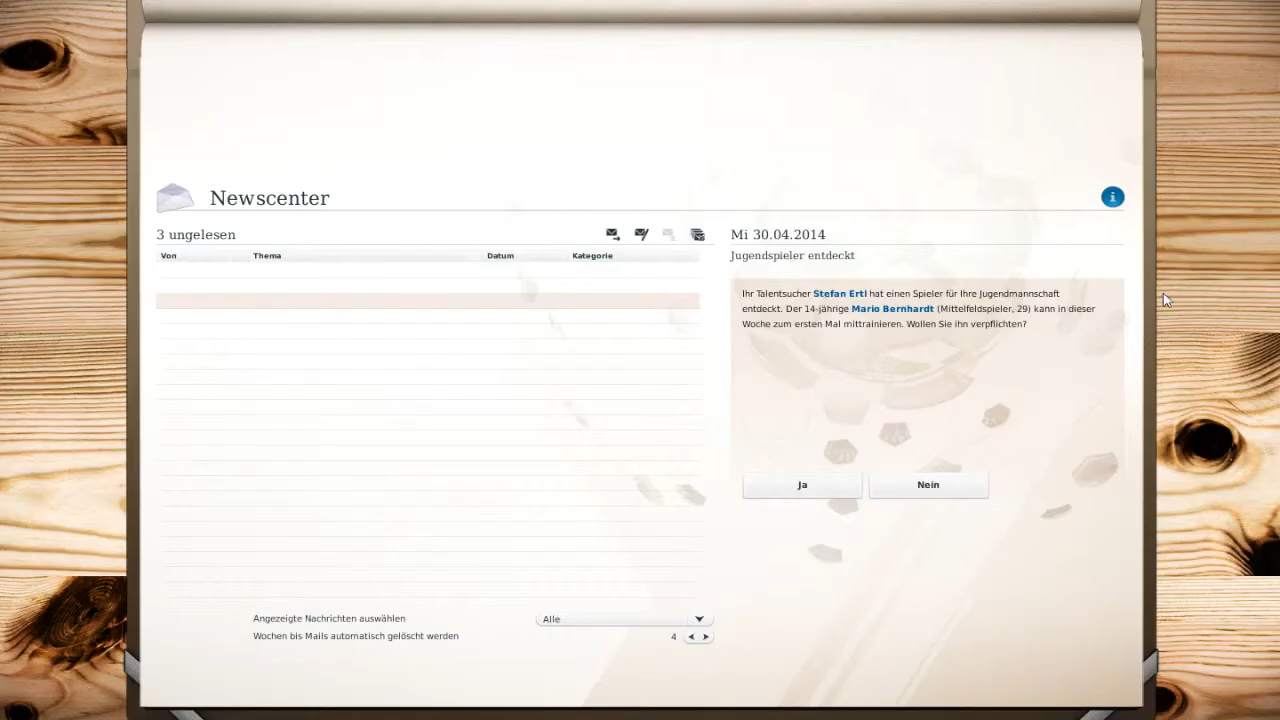 Newscenter
3 ungelesen
Von Thema Datum Kategorie
Mi 30.04.2014
Jugendspieler entdeckt
Ihr Talentsucher Stefan Ertl hat einen Spieler für Ihre Jugendmannschaft
entdeckt. Der 14-jährige Mario Bernhardt (Mittelfeldspieler, 29) kann in dieser
Woche zum ersten Mal mittrainieren. Wollen Sie ihn verpflichten?
Ja Nein
Angezeigte Nachrichten auswählen Alle
Wochen bis Mails automatisch gelöscht werden 4